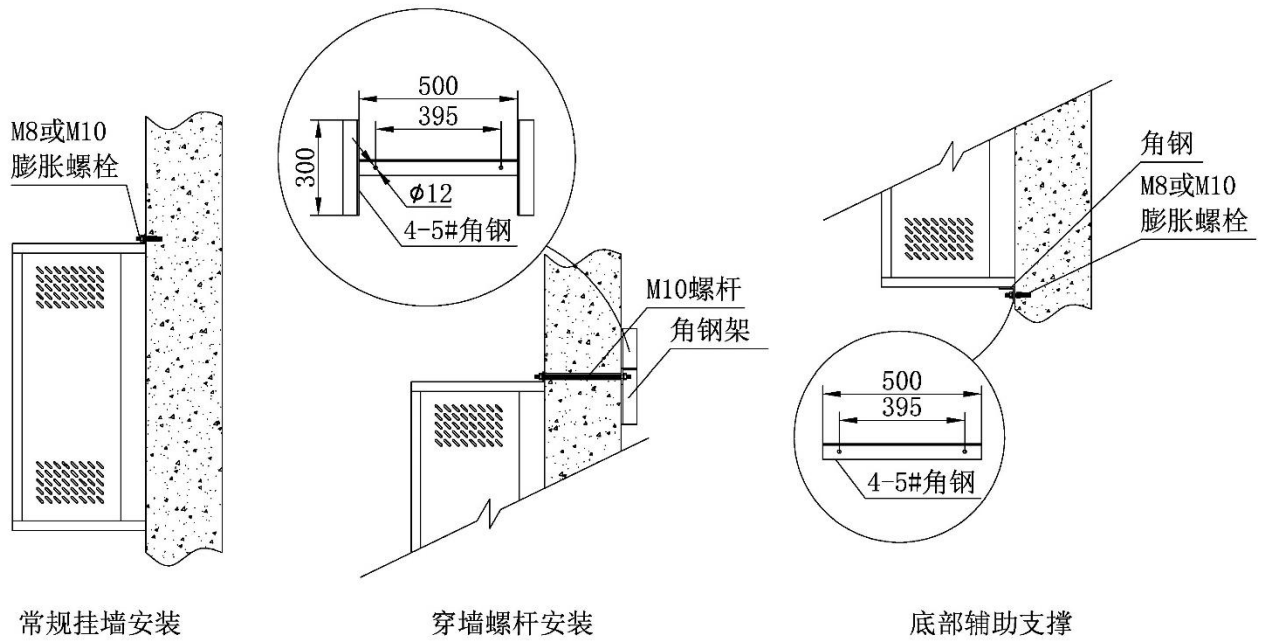 M8或M10
膨胀螺栓
常规挂墙安装
500
395
300
ϕ12
4-5#角钢
M10螺杆
角钢架
穿墙螺杆安装
角钢
M8或M10
膨胀螺栓
500
395
4-5#角钢
底部辅助支撑